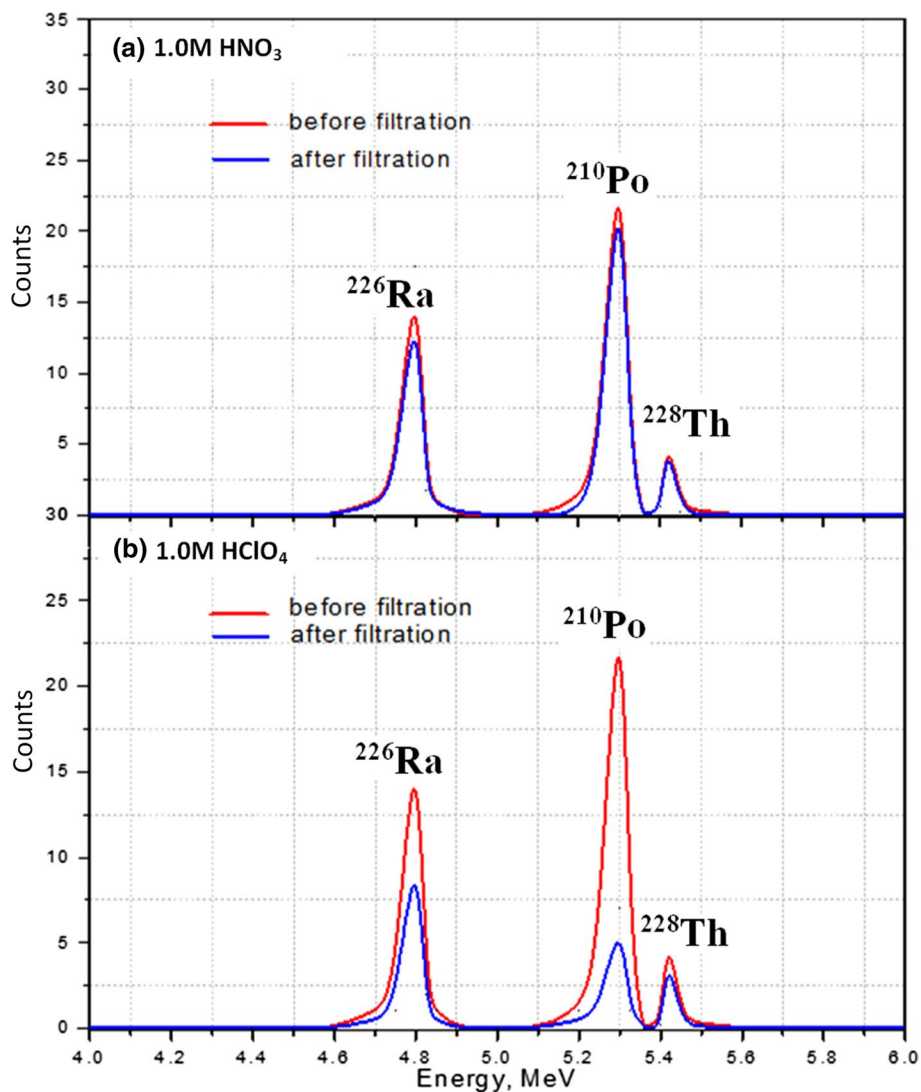 35
(a) 1.0M HNO₃
30
before filtration
25
after filtration
²¹⁰Po
20
Counts
²²⁶Ra
15
10
²²⁸Th
5
30
(b) 1.0M HClO₄
25
before filtration
after filtration
²¹⁰Po
20
Counts
²²⁶Ra
15
10
²²⁸Th
5
0
4.0 4.2 4.4 4.6 4.8 5.0 5.2 5.4 5.6 5.8 6.0
Energy, MeV